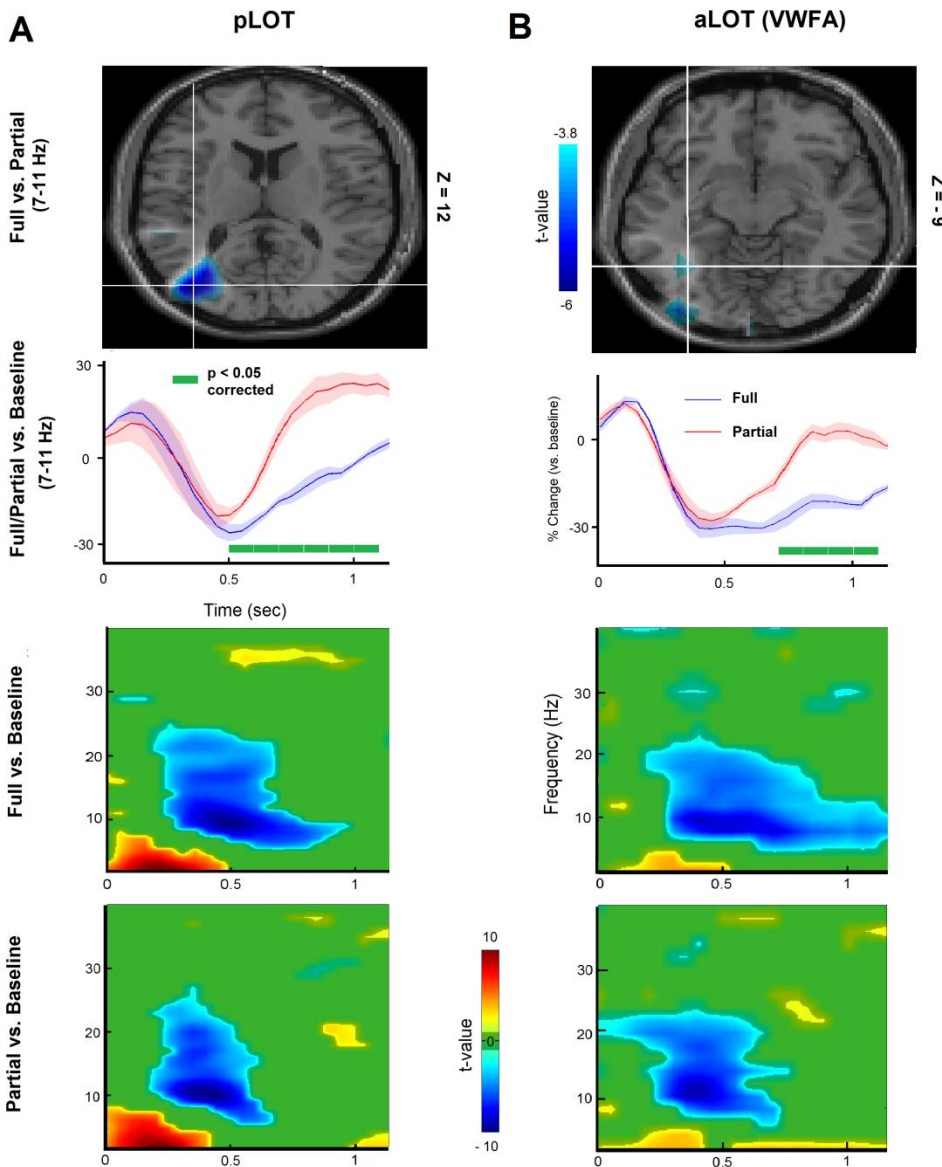 A
pLOT
B
aLOT (VWFA)
Full vs. Partial
(7-11 Hz)
Z = 12
-3.8
t-value
-6
Z = - 9
Full/Partial vs. Baseline
(7-11 Hz)
30
0
-30
p < 0.05
corrected
0
0.5
1
Time (sec)
% Change (vs. baseline)
0
-30
Full
Partial
0
0.5
1
Full vs. Baseline
30
20
10
0
0.5
1
Frequency (Hz)
30
20
10
0
0.5
1
Partial vs. Baseline
30
20
10
0
0.5
1
10
t-value
0
- 10
30
20
10
0
0.5
1